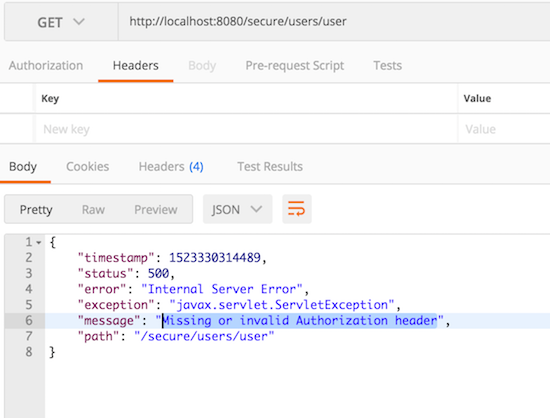 GET http://localhost:8080/secure/users/user
Authorization Headers Body Pre-request Script Tests
Key Value
New key Value
Body Cookies Headers (4) Test Results
Pretty Raw Preview JSON
1 {
2 "timestamp": 1523330314489,
3 "status": 500,
4 "error": "Internal Server Error",
5 "exception": "javax.servlet.ServletException",
6 "message": "Missing or invalid Authorization header",
7 "path": "/secure/users/user"
8 }